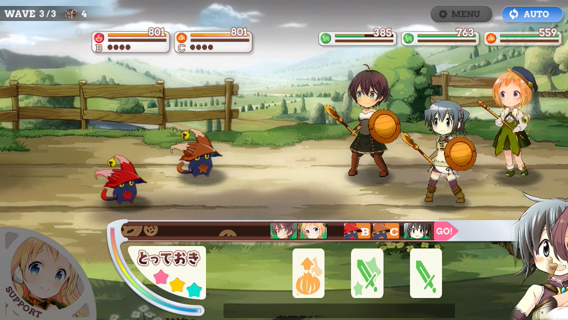 WAVE 3/3 4
MENU
AUTO
801
B
801
C
385
763
559
B C GO!
とっておき
SUPPORT